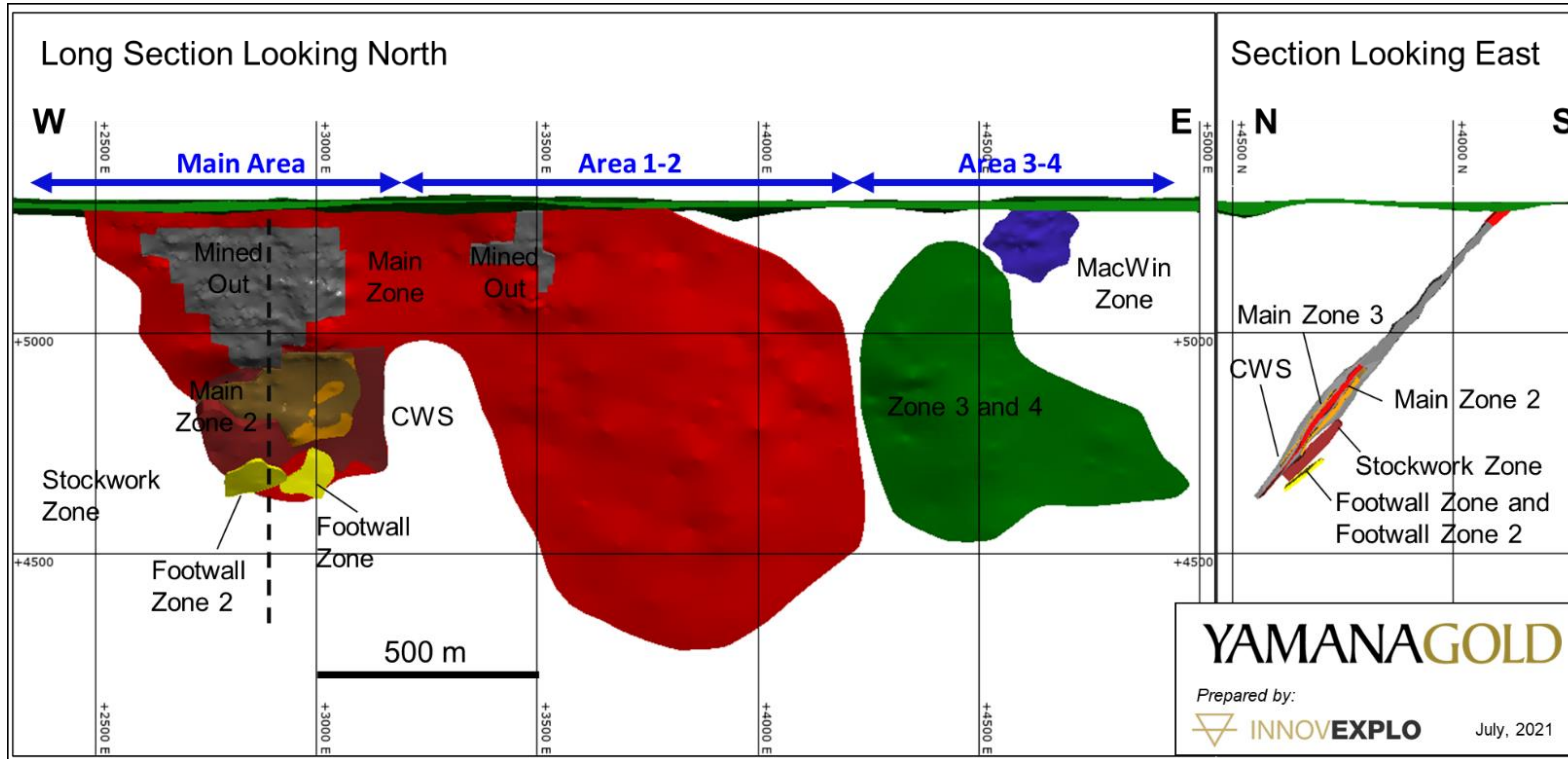 Long Section Looking North
Section Looking East
W
E
N
S
+2500 E
+3000 E
+3500 E
+4000 E
+4500 E
+5000 E
+4500 N
+4000 N
Main Area
Area 1-2
Area 3-4
Mined
Out
Main
Zone
Mined
Out
MacWin
Zone
+5000
+5000
Main
Zone 2
CWS
Zone 3 and 4
Stockwork
Zone
Footwall
Zone
Footwall
Zone 2
+4500
+4500
500 m
+2500 E
+3000 E
+3500 E
+4000 E
+4500 E
Main Zone 3
CWS
Main Zone 2
Stockwork Zone
Footwall Zone and
Footwall Zone 2
YAMANAGOLD
Prepared by:
INNOVEXPLO
July, 2021